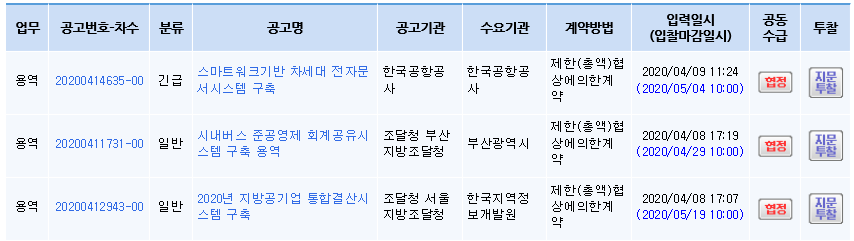 업무 공고번호-차수 분류 공고명 공고기관 수요기관 계약방법 입력일시 (입찰마감일시) 공동 수급 투찰
용역 20200414635-00 긴급 스마트워크기반 차세대 전자문 서시스템 구축 한국공항공 사 한국공항공 사 제한(총액)협 상에의한계 약 2020/04/09 11:24 (2020/05/04 10:00) 협정 지문 투찰
용역 20200411731-00 일반 시내버스 준공영제 회계공유시 스템 구축 용역 조달청 부산 지방조달청 부산광역시 제한(총액)협 상에의한계 약 2020/04/08 17:19 (2020/04/29 10:00) 협정 지문 투찰
용역 20200412943-00 일반 2020년 지방공기업 통합결산시 스템 구축 조달청 서울 지방조달청 한국지역정 보개발원 제한(총액)협 상에의한계 약 2020/04/08 17:07 (2020/05/19 10:00) 협정 지문 투찰